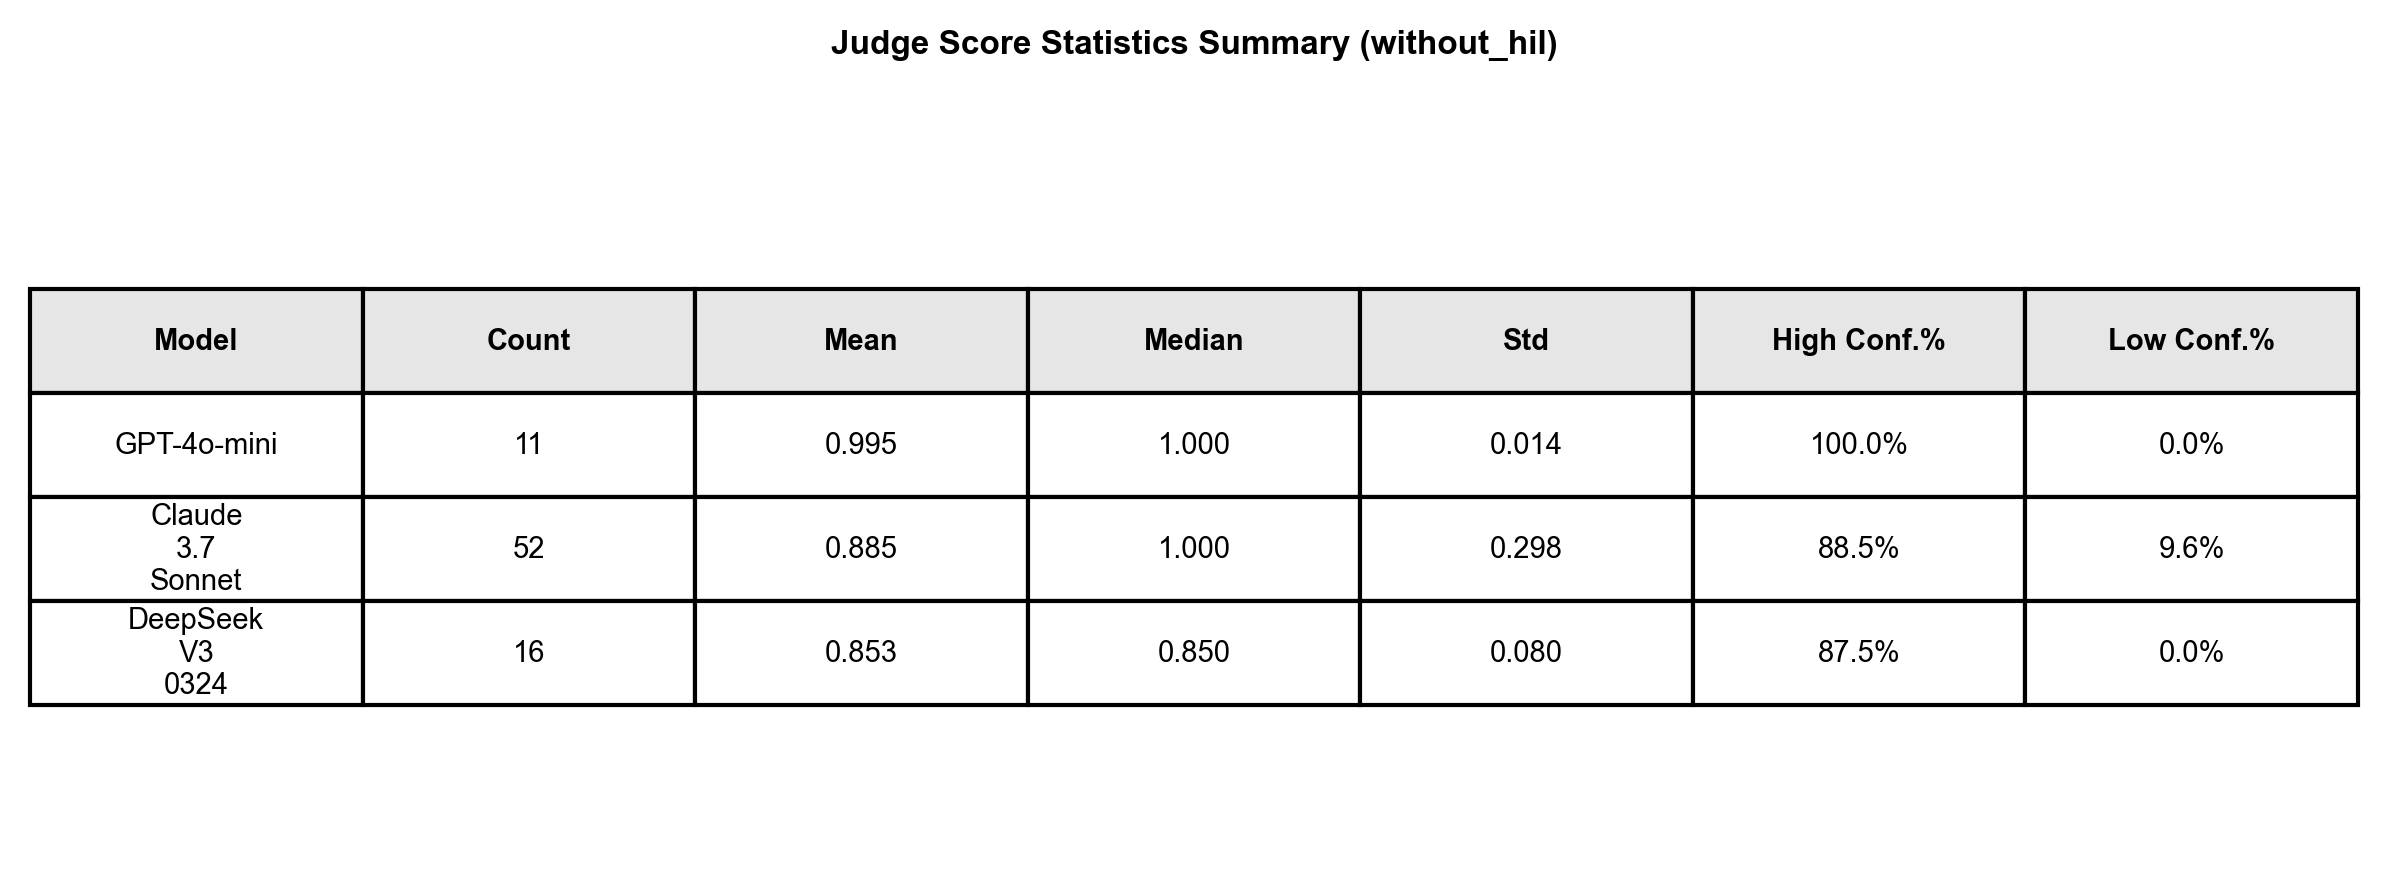 Judge Score Statistics Summary (without_hil)
Model Count Mean Median Std High Conf.% Low Conf.%
GPT-4o-mini 11 0.995 1.000 0.014 100.0% 0.0%
Claude
3.7
Sonnet
52 0.885 1.000 0.298 88.5% 9.6%
DeepSeek
V3
0324
16 0.853 0.850 0.080 87.5% 0.0%